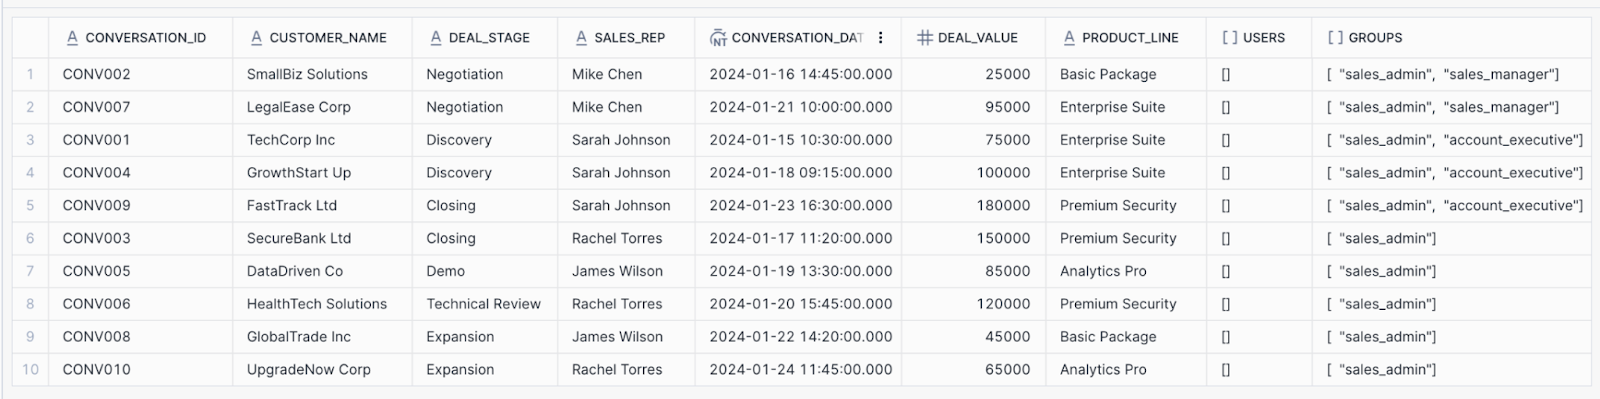 CONVERSATION_ID CUSTOMER_NAME DEAL_STAGE SALES_REP CONVERSATION_DAT DEAL_VALUE PRODUCT_LINE [ ] USERS [ ] GROUPS
1 CONV002 SmallBiz Solutions Negotiation Mike Chen 2024-01-16 14:45:00.000 25000 Basic Package [] [ "sales_admin", "sales_manager"]
2 CONV007 LegalEase Corp Negotiation Mike Chen 2024-01-21 10:00:00.000 95000 Enterprise Suite [] [ "sales_admin", "sales_manager"]
3 CONV001 TechCorp Inc Discovery Sarah Johnson 2024-01-15 10:30:00.000 75000 Enterprise Suite [] [ "sales_admin", "account_executive"]
4 CONV004 GrowthStart Up Discovery Sarah Johnson 2024-01-18 09:15:00.000 100000 Enterprise Suite [] [ "sales_admin", "account_executive"]
5 CONV009 FastTrack Ltd Closing Sarah Johnson 2024-01-23 16:30:00.000 180000 Premium Security [] [ "sales_admin", "account_executive"]
6 CONV003 SecureBank Ltd Closing Rachel Torres 2024-01-17 11:20:00.000 150000 Premium Security [] [ "sales_admin"]
7 CONV005 DataDriven Co Demo James Wilson 2024-01-19 13:30:00.000 85000 Analytics Pro [] [ "sales_admin"]
8 CONV006 HealthTech Solutions Technical Review Rachel Torres 2024-01-20 15:45:00.000 120000 Premium Security [] [ "sales_admin"]
9 CONV008 GlobalTrade Inc Expansion James Wilson 2024-01-22 14:20:00.000 45000 Basic Package [] [ "sales_admin"]
10 CONV010 UpgradeNow Corp Expansion Rachel Torres 2024-01-24 11:45:00.000 65000 Analytics Pro [] [ "sales_admin"]